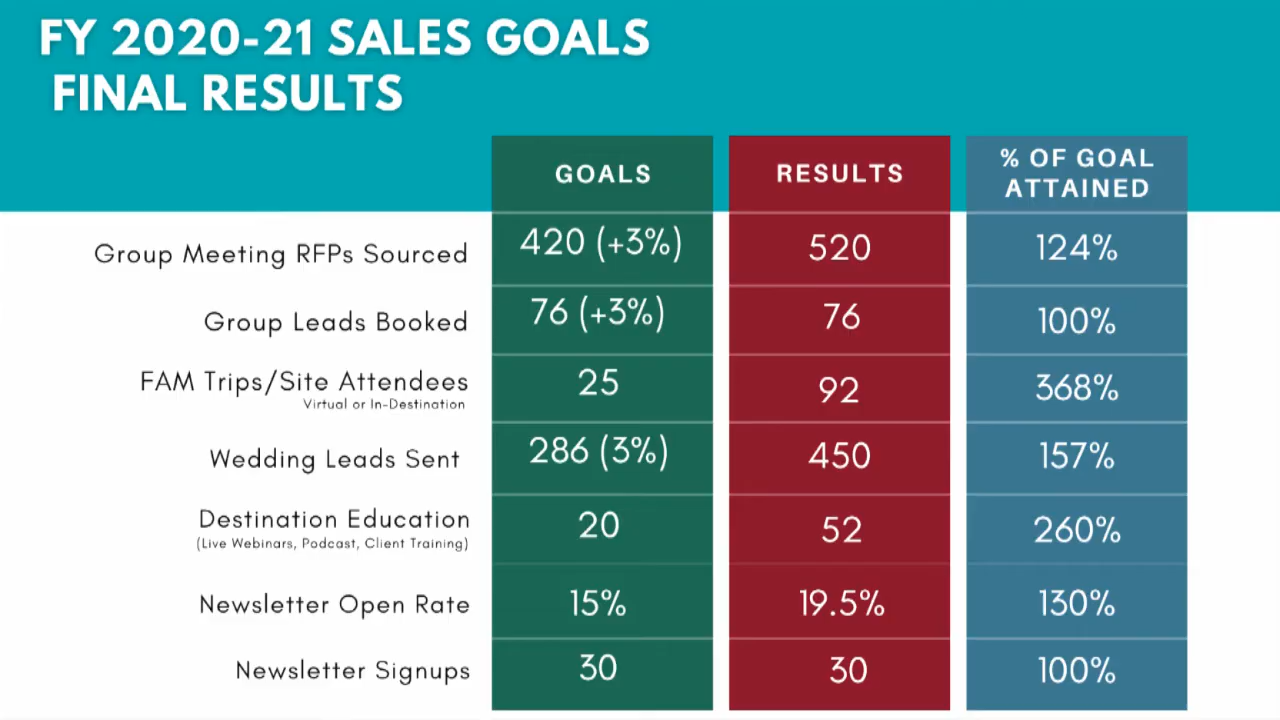 FY 2020-21 SALES GOALS
FINAL RESULTS
GOALS RESULTS % OF GOAL
ATTAINED
Group Meeting RFPs Sourced 420 (+3%) 520 124%
Group Leads Booked 76 (+3%) 76 100%
FAM Trips/Site Attendees 25 92 368%
Virtual or In-Destination
Wedding Leads Sent 286 (3%) 450 157%
Destination Education 20 52 260%
(Live Webinars, Podcast, Client Training)
Newsletter Open Rate 15% 19.5% 130%
Newsletter Signups 30 30 100%